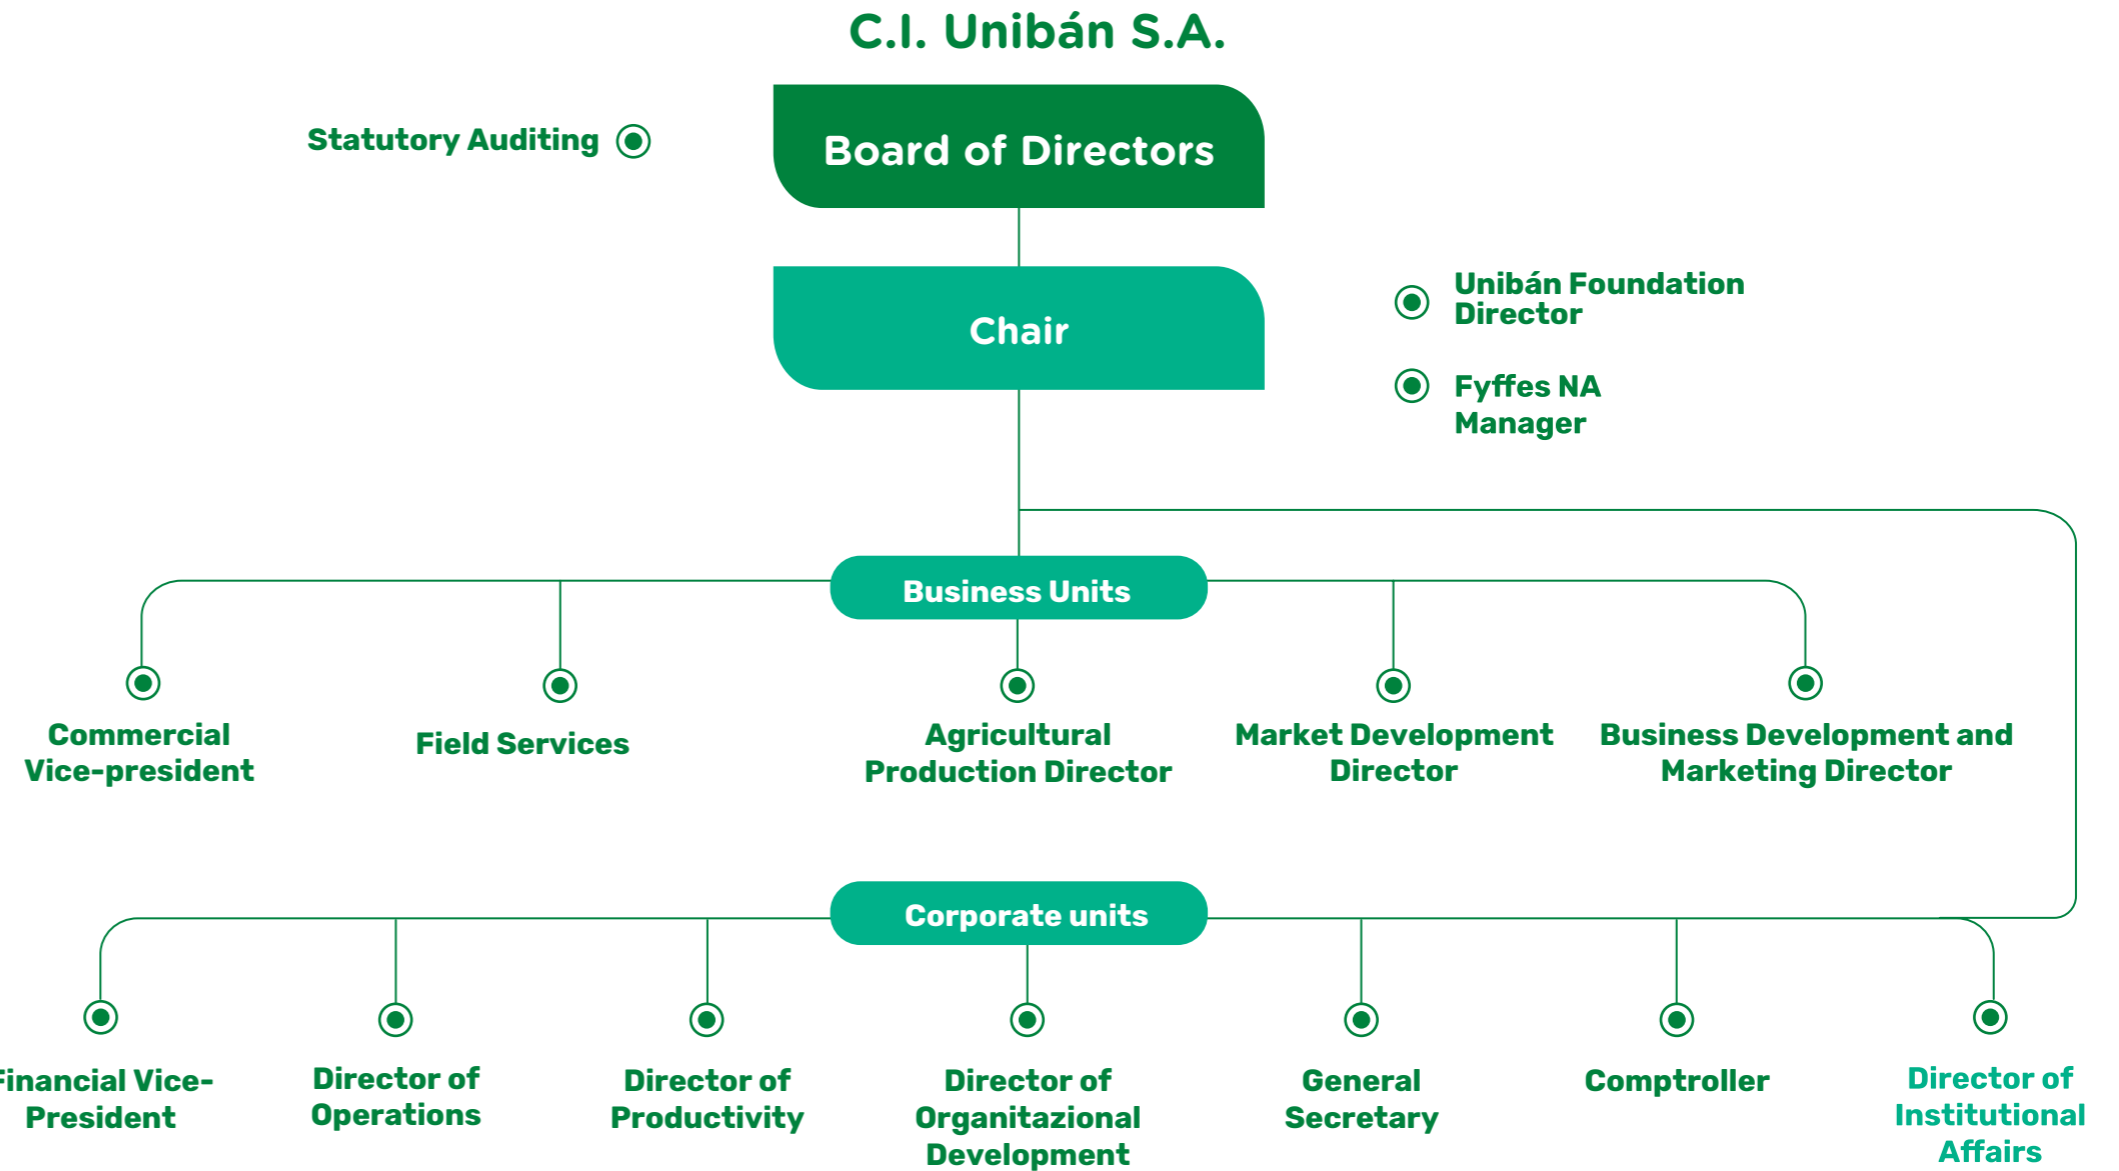 C.I. Unibán S.A.
Statutory Auditing
Board of Directors
Chair
Unibán Foundation
Director
Fyffes NA
Manager
Business Units
Commercial
Vice-president
Field Services
Agricultural
Production Director
Market Development
Director
Business Development and
Marketing Director
Corporate units
Financial Vice-
President
Director of
Operations
Director of
Productivity
Director of
Organitazional
Development
General
Secretary
Comptroller
Director of
Institutional
Affairs